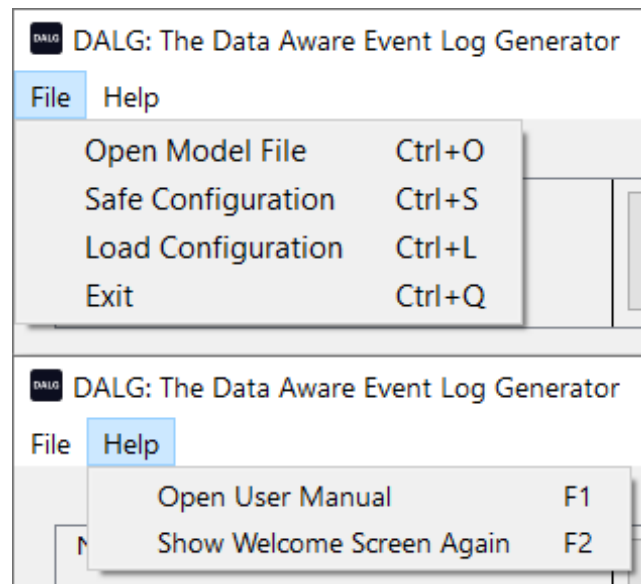 DALG DALG: The Data Aware Event Log Generator
File Help
Open Model File Ctrl+O
Safe Configuration Ctrl+S
Load Configuration Ctrl+L
Exit Ctrl+Q
DALG DALG: The Data Aware Event Log Generator
File Help
Open User Manual F1
Show Welcome Screen Again F2